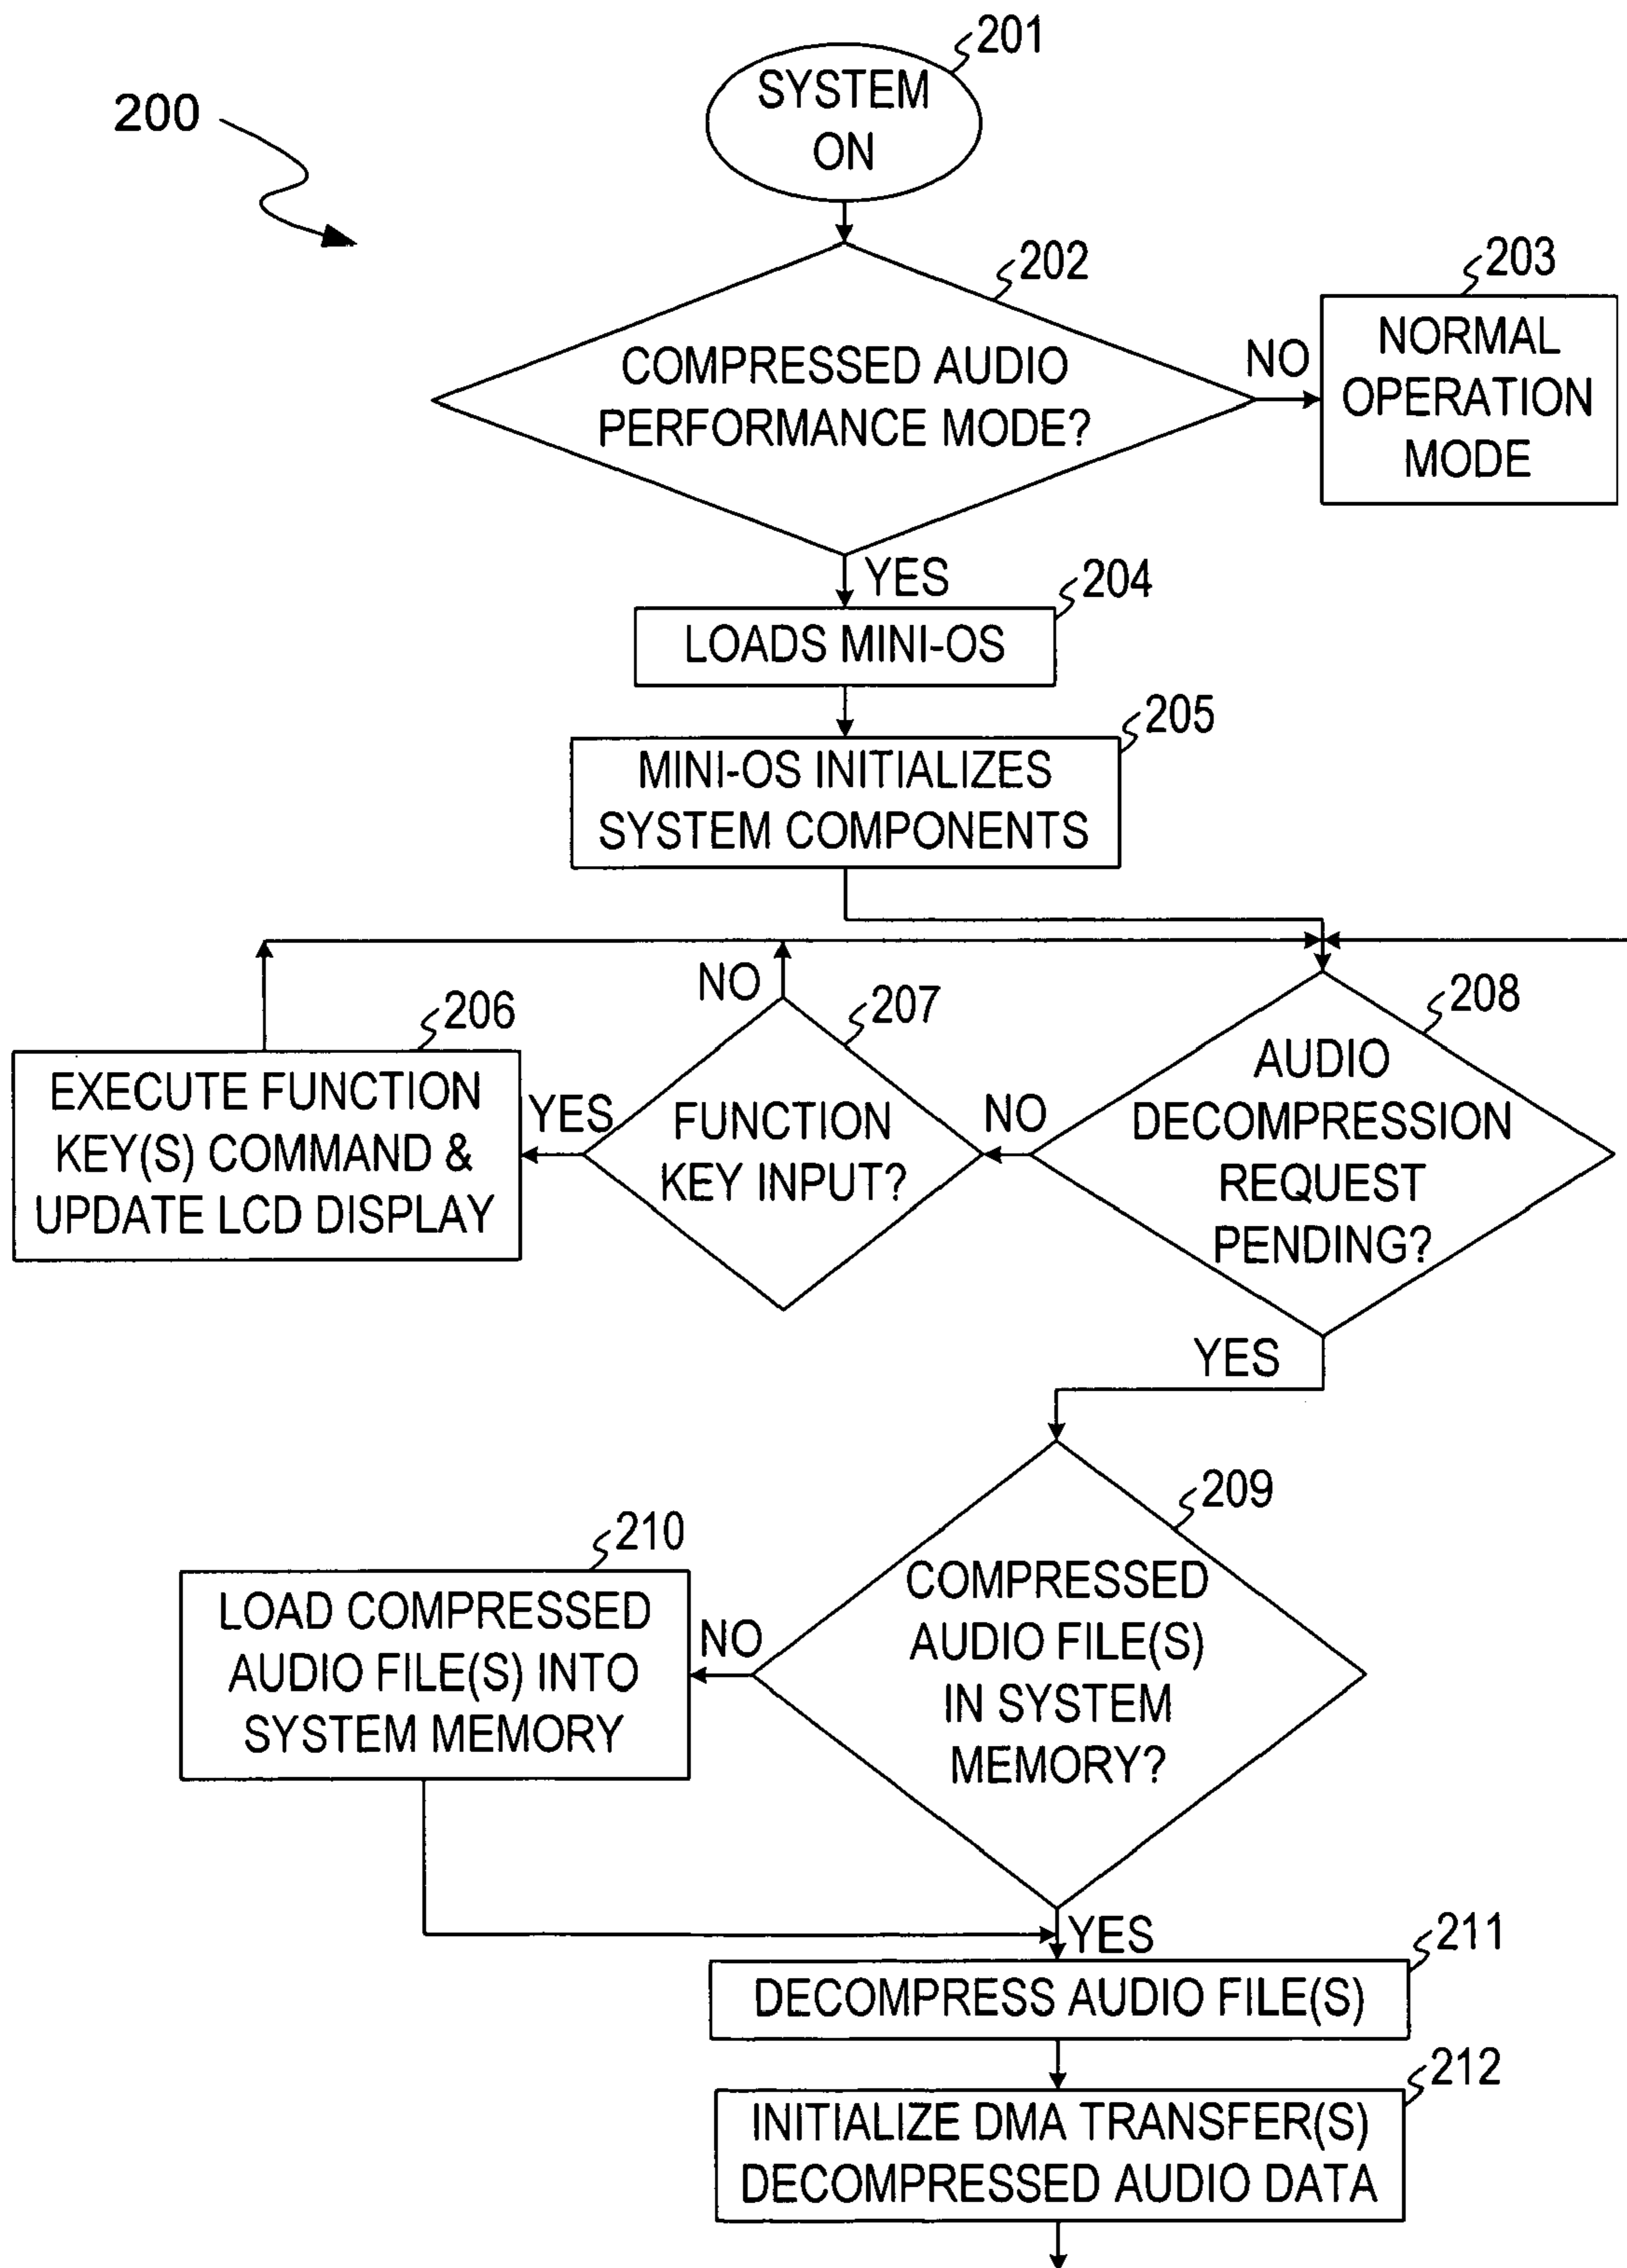 201
SYSTEM
ON
200
202
COMPRESSED AUDIO
PERFORMANCE MODE?
NO
203
NORMAL
OPERATION
MODE
YES
204
LOADS MINI-OS
205
MINI-OS INITIALIZES
SYSTEM COMPONENTS
206
EXECUTE FUNCTION
KEY(S) COMMAND &
UPDATE LCD DISPLAY
YES
NO
207
FUNCTION
KEY INPUT?
NO
208
AUDIO
DECOMPRESSION
REQUEST
PENDING?
YES
209
COMPRESSED
AUDIO FILE(S)
IN SYSTEM
MEMORY?
NO
210
LOAD COMPRESSED
AUDIO FILE(S) INTO
SYSTEM MEMORY
YES
211
DECOMPRESS AUDIO FILE(S)
212
INITIALIZE DMA TRANSFER(S)
DECOMPRESSED AUDIO DATA